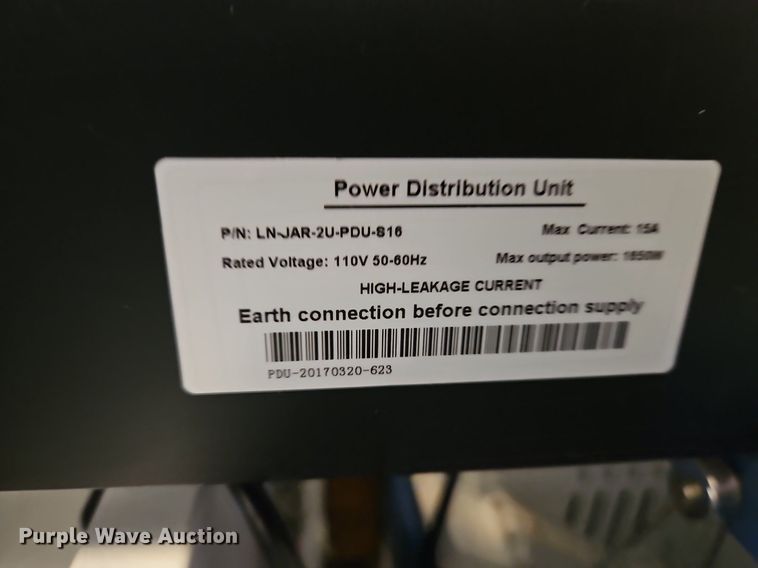 Power Distribution Unit
P/N: LN-JAR-2U-PDU-S16 Max Current: 15A
Rated Voltage: 110V 50-60Hz Max output power: 1650W
HIGH-LEAKAGE CURRENT
Earth connection before connection supply
PDU-20170320-623
Purple Wave Auction